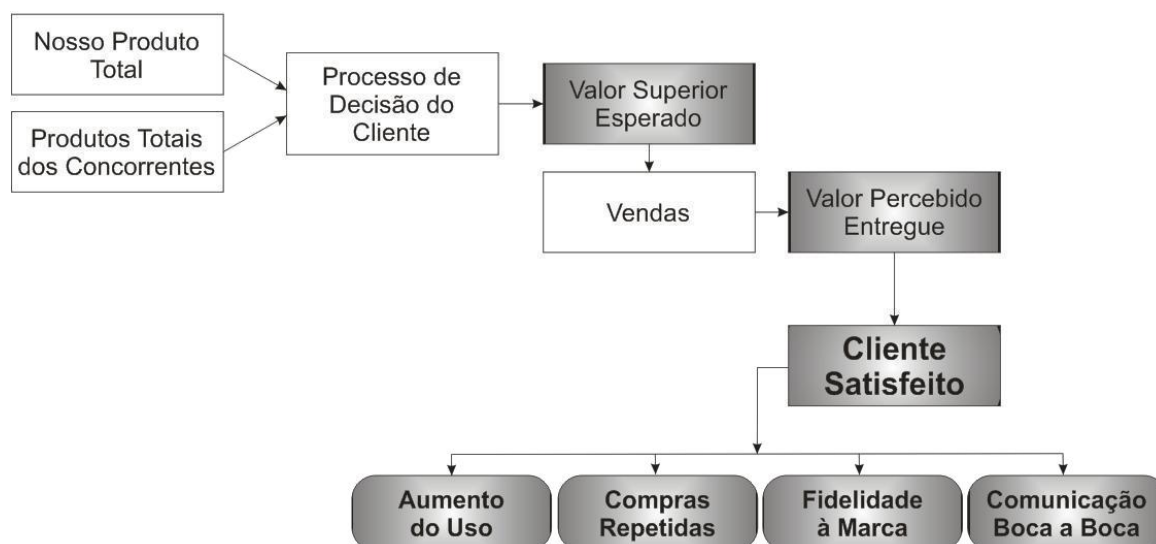 Nosso Produto
Total
Produtos Totais
dos Concorrentes
Processo de
Decisão do
Cliente
Valor Superior
Esperado
Vendas
Valor Percebido
Entregue
Cliente
Satisfeito
Aumento
do Uso
Compras
Repetidas
Fidelidade
à Marca
Comunicação
Boca a Boca